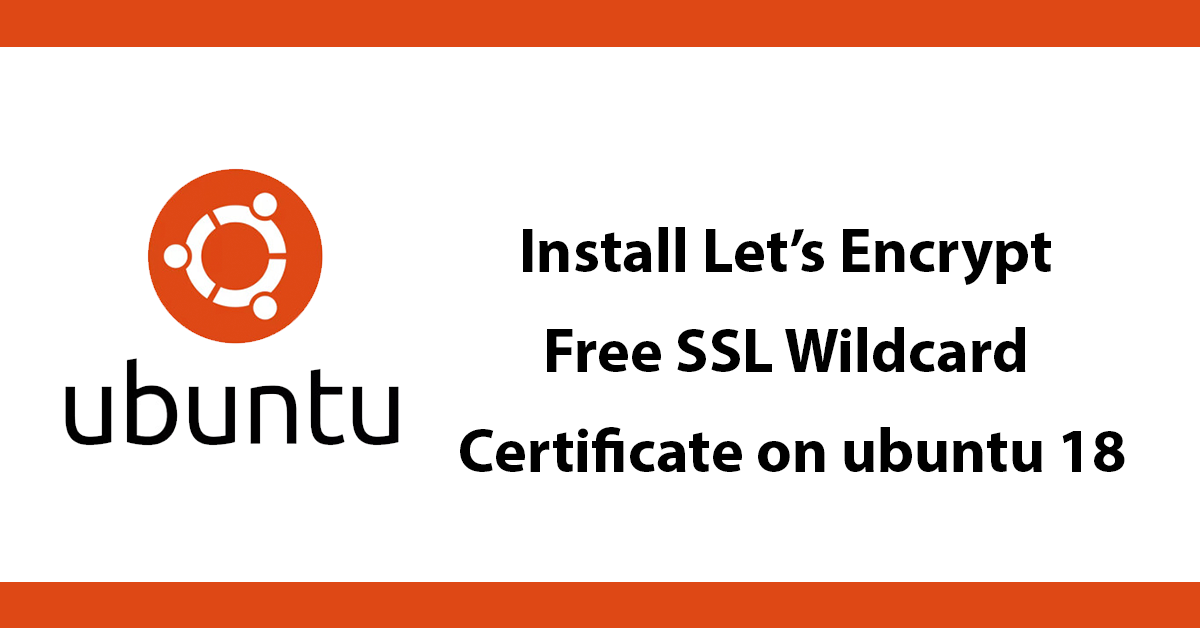 ubuntu
Install Let’s Encrypt
Free SSL Wildcard
Certificate on ubuntu 18